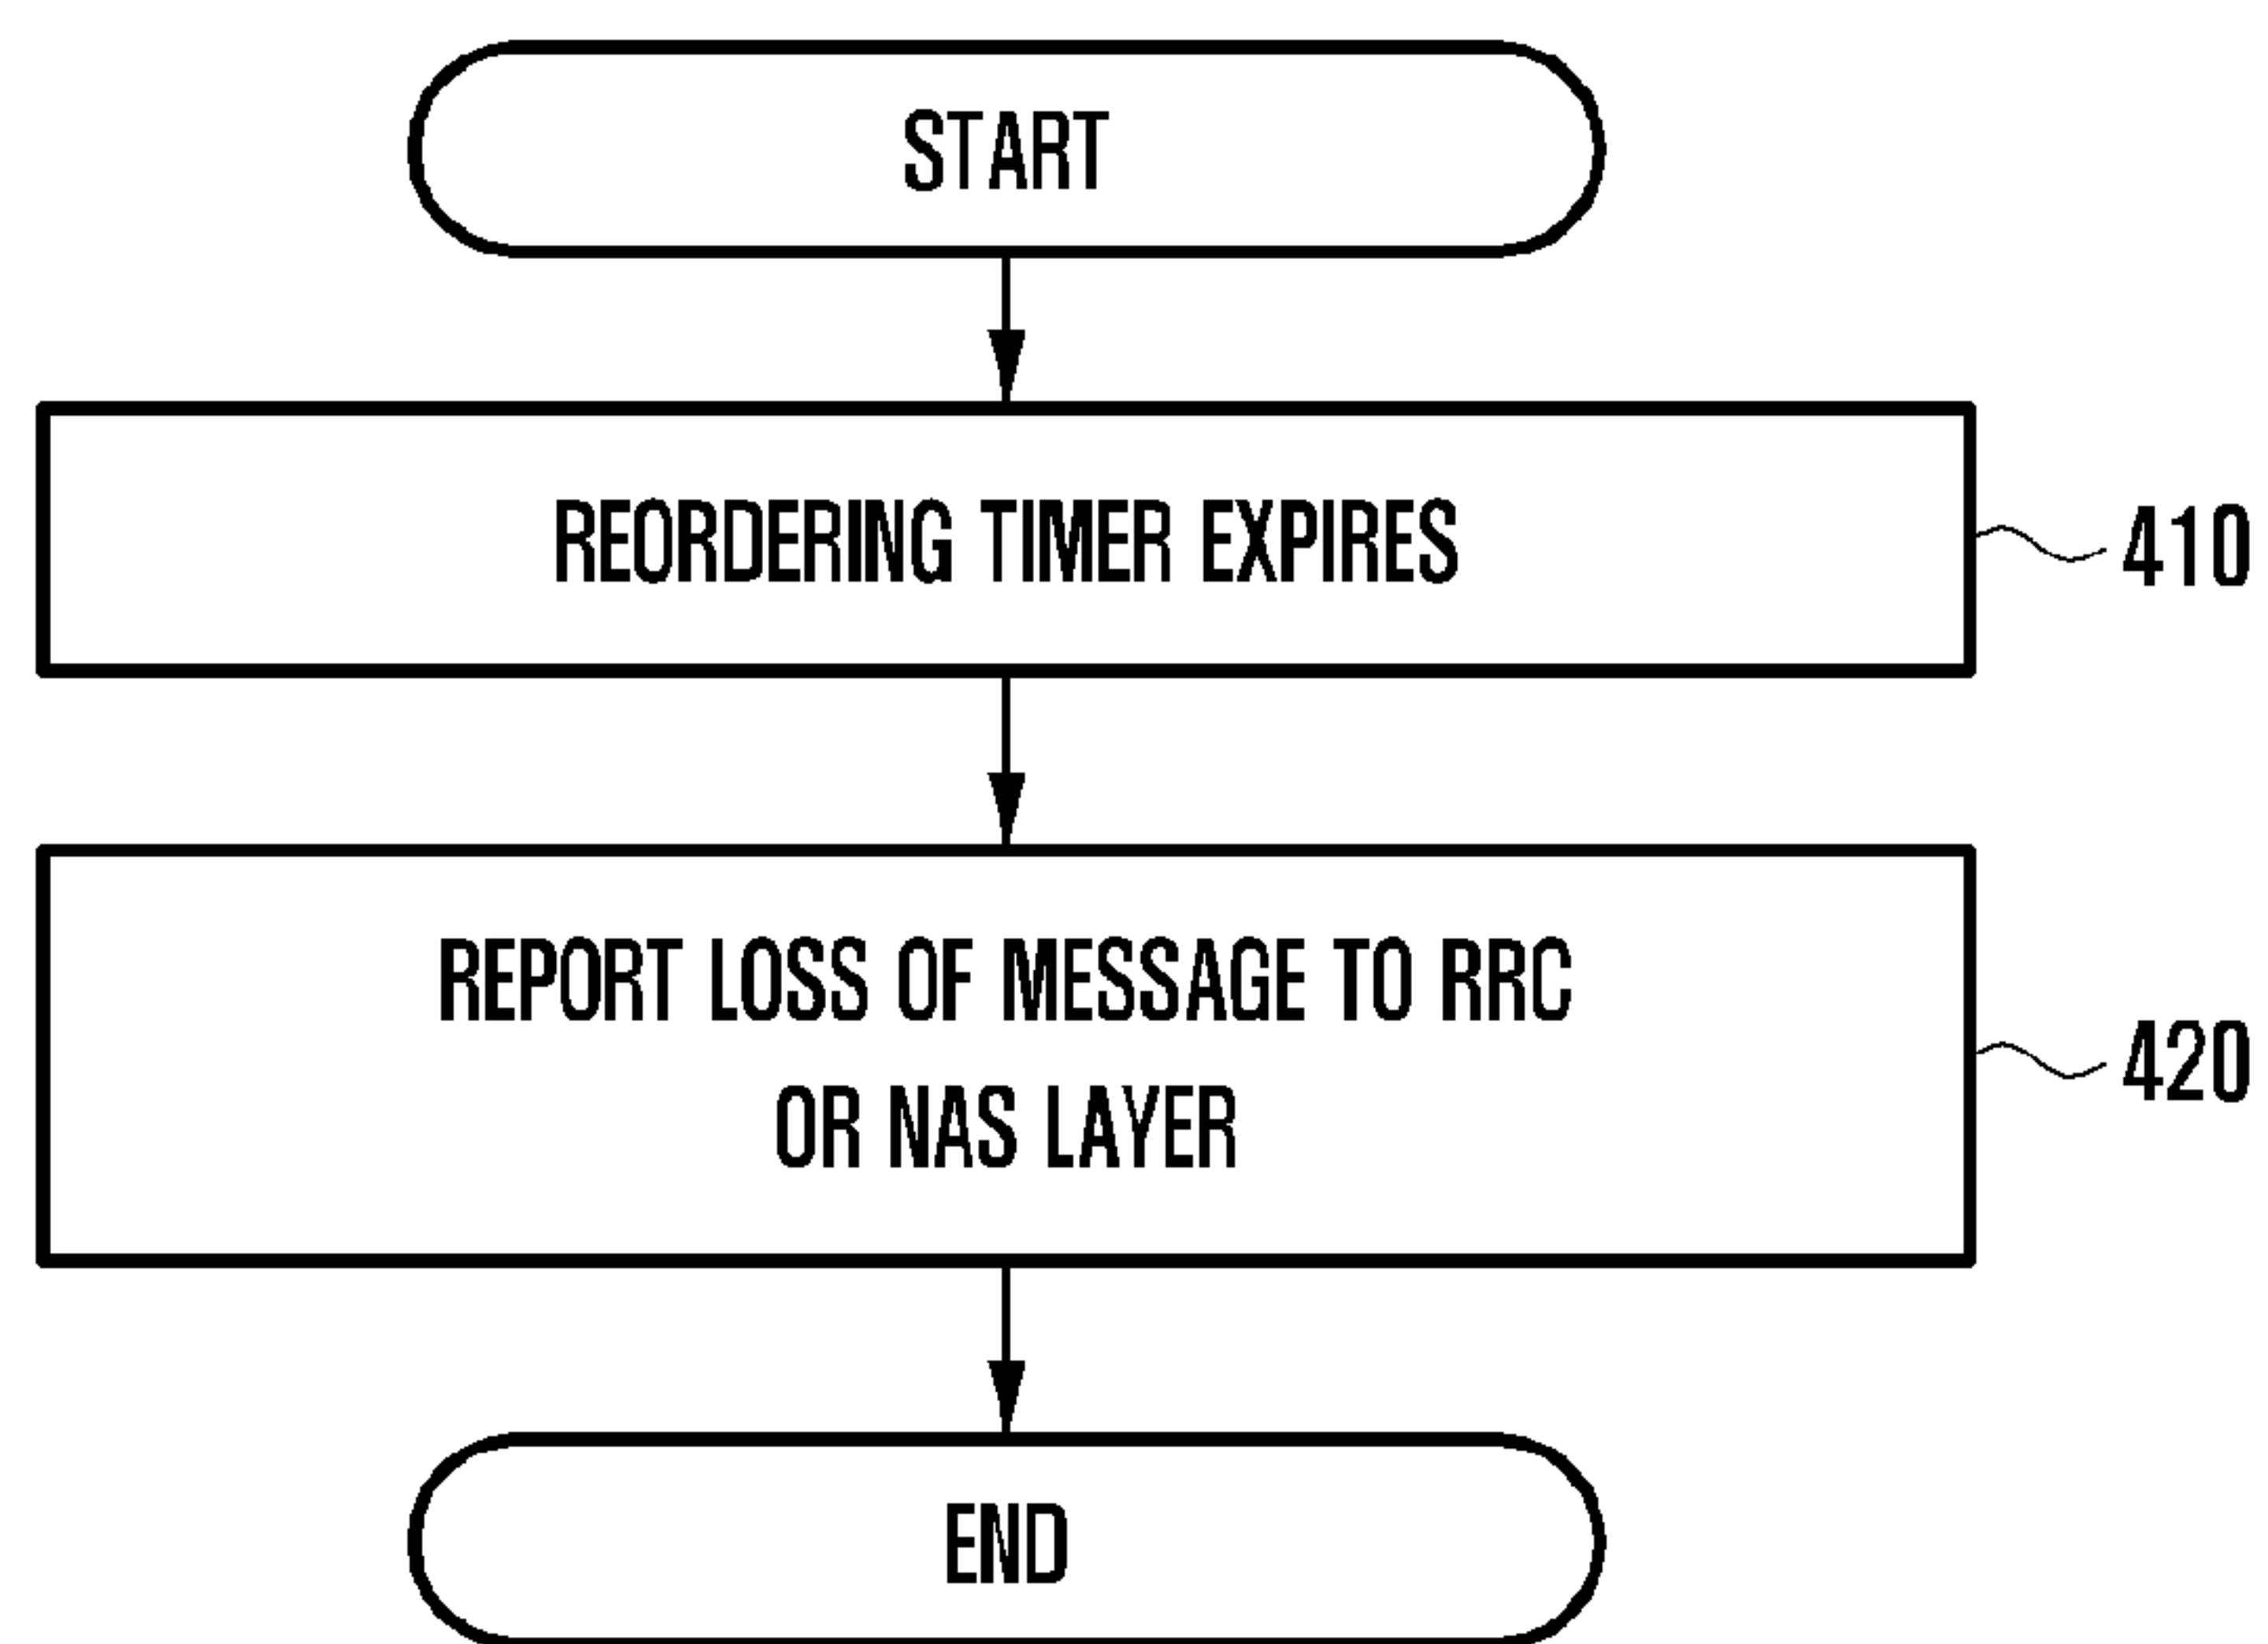 START
REORDERING TIMER EXPIRES
410
REPORT LOSS OF MESSAGE TO RRC
OR NAS LAYER
420
END